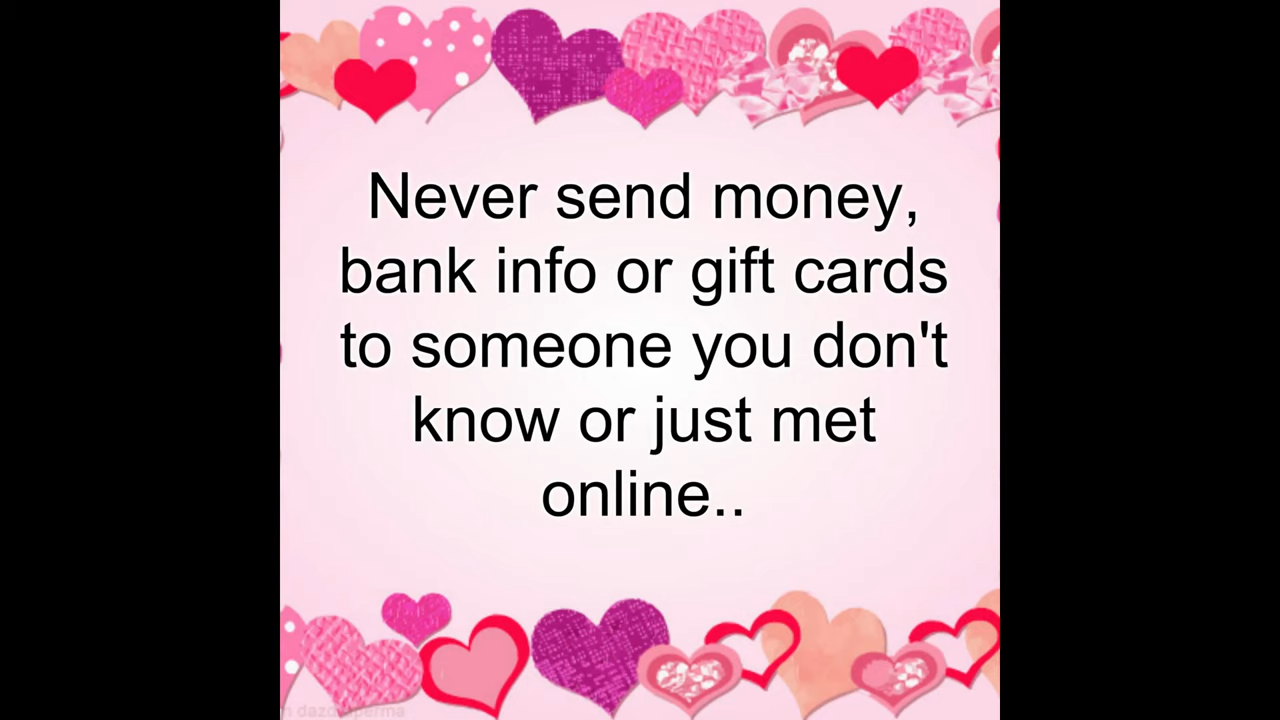 Never send money,
bank info or gift cards
to someone you don't
know or just met
online..